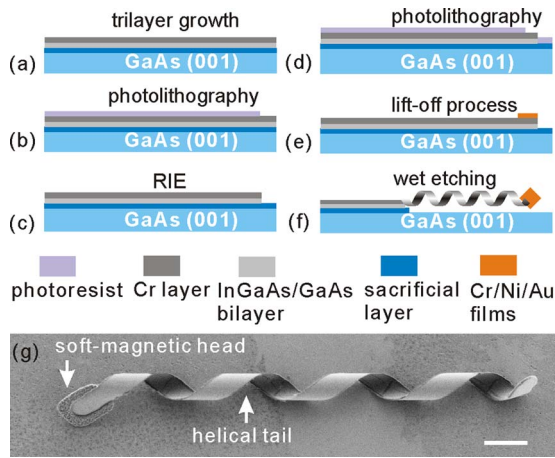 trilayer growth
(a)
GaAs (001)
photolithography
(b)
GaAs (001)
RIE
(c)
GaAs (001)
photolithography
(d)
GaAs (001)
lift-off process
(e)
GaAs (001)
wet etching
(f)
GaAs (001)
photoresist
Cr layer
InGaAs/GaAs
bilayer
sacrificial
layer
Cr/Ni/Au
films
(g)
soft-magnetic head
helical tail